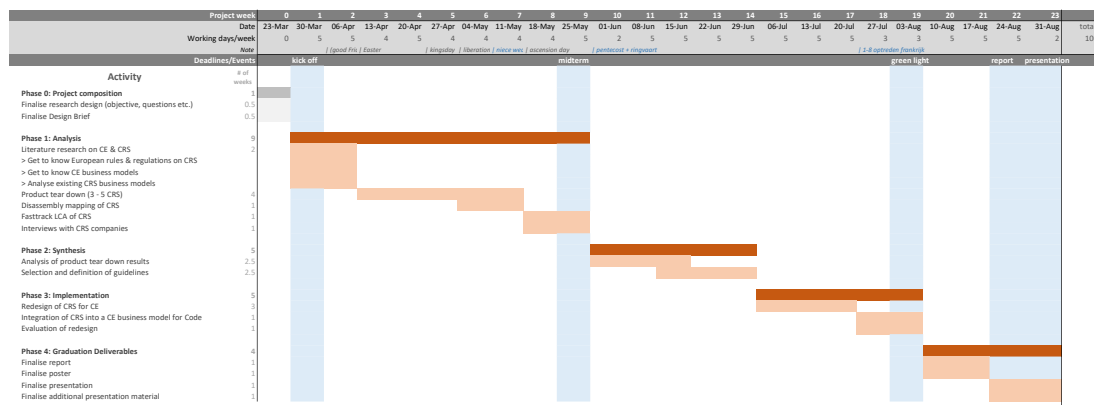 Project week 0 1 2 3 4 5 6 7 8 9 10 11 12 13 14 15 16 17 18 19 20 21 22 23
Date 23-Mar 30-Mar 06-Apr 13-Apr 20-Apr 27-Apr 04-May 11-May 18-May 25-May 01-Jun 08-Jun 15-Jun 22-Jun 29-Jun 06-Jul 13-Jul 20-Jul 27-Jul 03-Aug 10-Aug 17-Aug 24-Aug 31-Aug tota
Working days/week 0 5 5 4 5 4 4 4 4 5 2 5 5 5 5 5 5 5 3 3 5 5 5 2 10
Note | (good Fris | Easter | kingsday | liberation | niece wes | ascension day | pentecost + ringvaart | 1-8 optreden frankrijk
Deadlines/Events kick off midterm green light report presentation
Activity # of weeks
Phase 0: Project composition 1
Finalise research design (objective, questions etc.) 0.5
Finalise Design Brief 0.5
Phase 1: Analysis 9
Literature research on CE & CRS 2
> Get to know European rules & regulations on CRS
> Get to know CE business models
> Analyse existing CRS business models
Product tear down (3 - 5 CRS) 4
Disassembly mapping of CRS 1
Fasttrack LCA of CRS 1
Interviews with CRS companies 1
Phase 2: Synthesis 5
Analysis of product tear down results 2.5
Selection and definition of guidelines 2.5
Phase 3: Implementation 5
Redesign of CRS for CE 3
Integration of CRS into a CE business model for Code 1
Evaluation of redesign 1
Phase 4: Graduation Deliverables 4
Finalise report 1
Finalise poster 1
Finalise presentation 1
Finalise additional presentation material 1